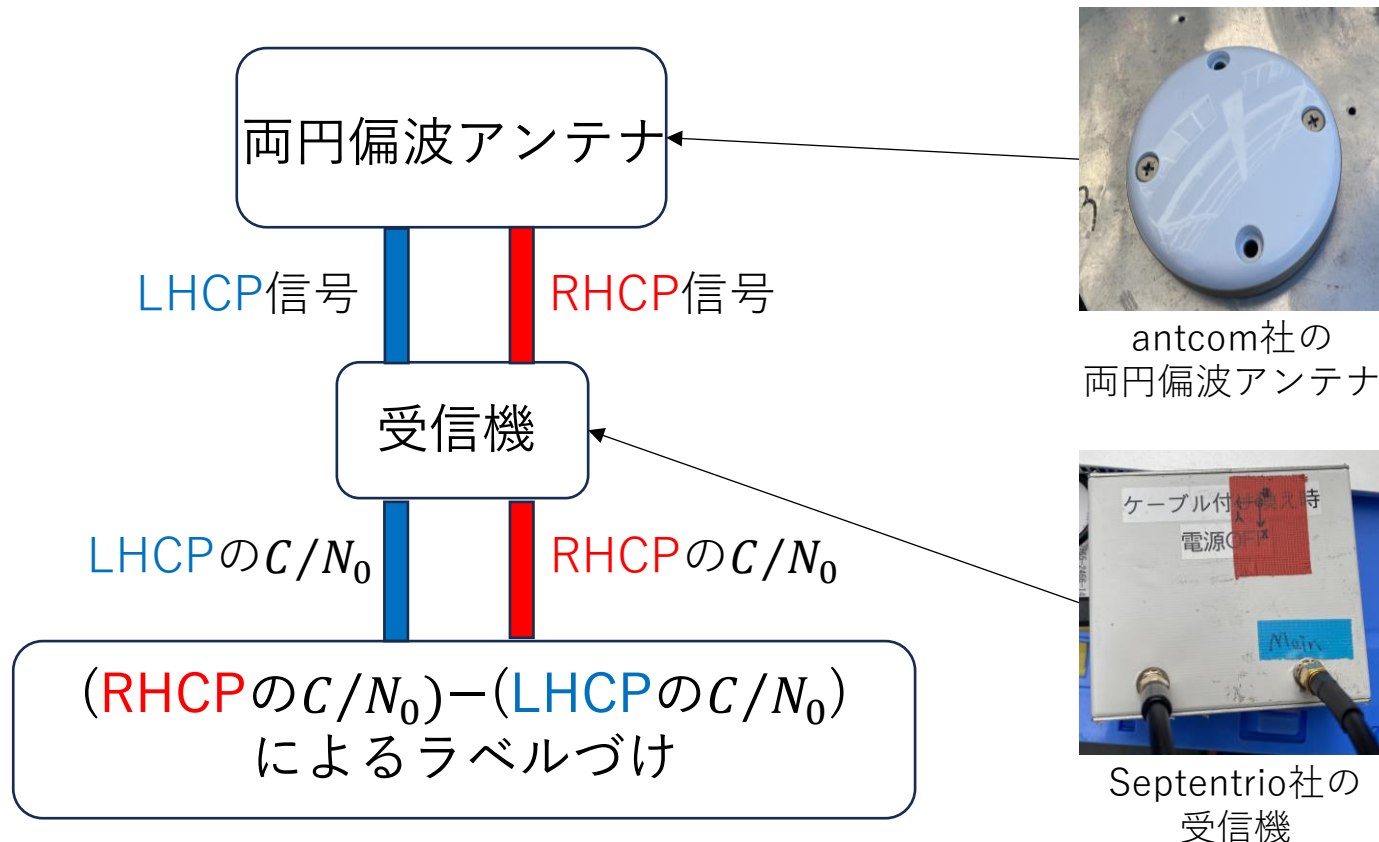 両円偏波アンテナ
LHCP信号
RHCP信号
受信機
LHCPのC/N₀
RHCPのC/N₀
(RHCPのC/N₀)−(LHCPのC/N₀)
によるラベルづけ
antcom社の
両円偏波アンテナ
ケーブル付け換え時
電源OFF
Main
Septentrio社の
受信機